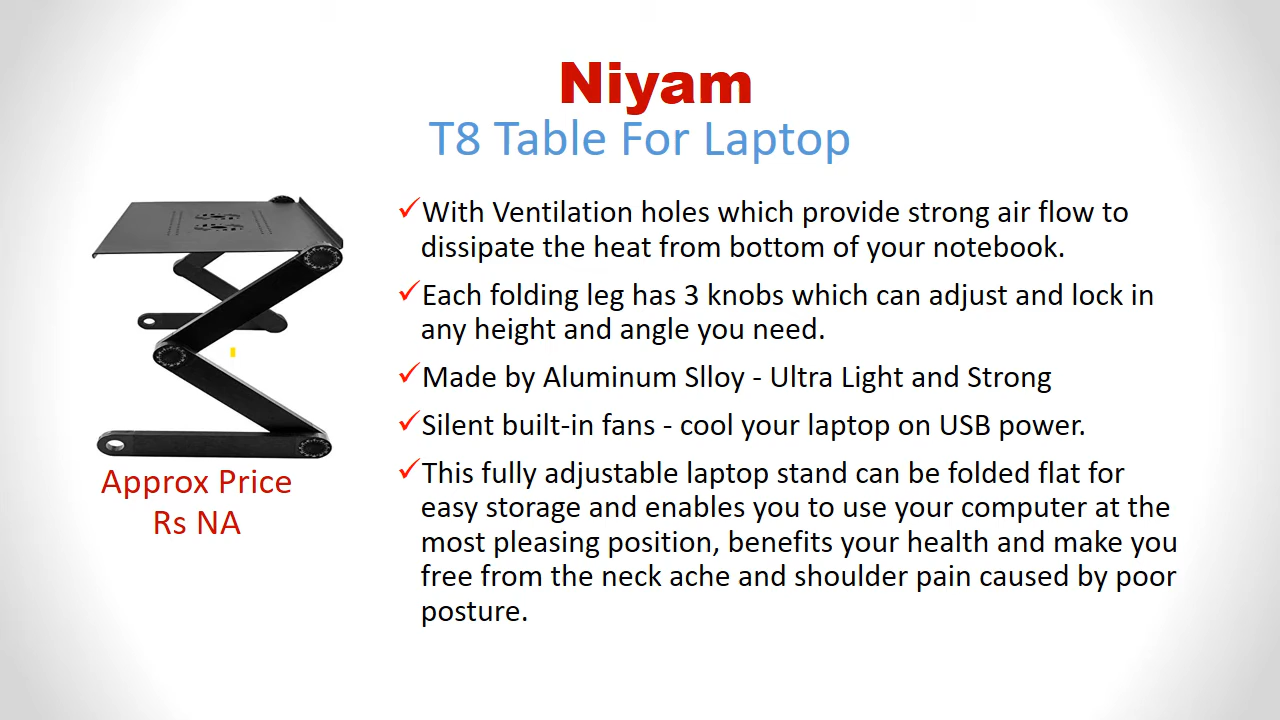 Niyam
T8 Table For Laptop
✓With Ventilation holes which provide strong air flow to
dissipate the heat from bottom of your notebook.
✓Each folding leg has 3 knobs which can adjust and lock in
any height and angle you need.
✓Made by Aluminum Slloy - Ultra Light and Strong
✓Silent built-in fans - cool your laptop on USB power.
✓This fully adjustable laptop stand can be folded flat for
easy storage and enables you to use your computer at the
most pleasing position, benefits your health and make you
free from the neck ache and shoulder pain caused by poor
posture.
Approx Price
Rs NA